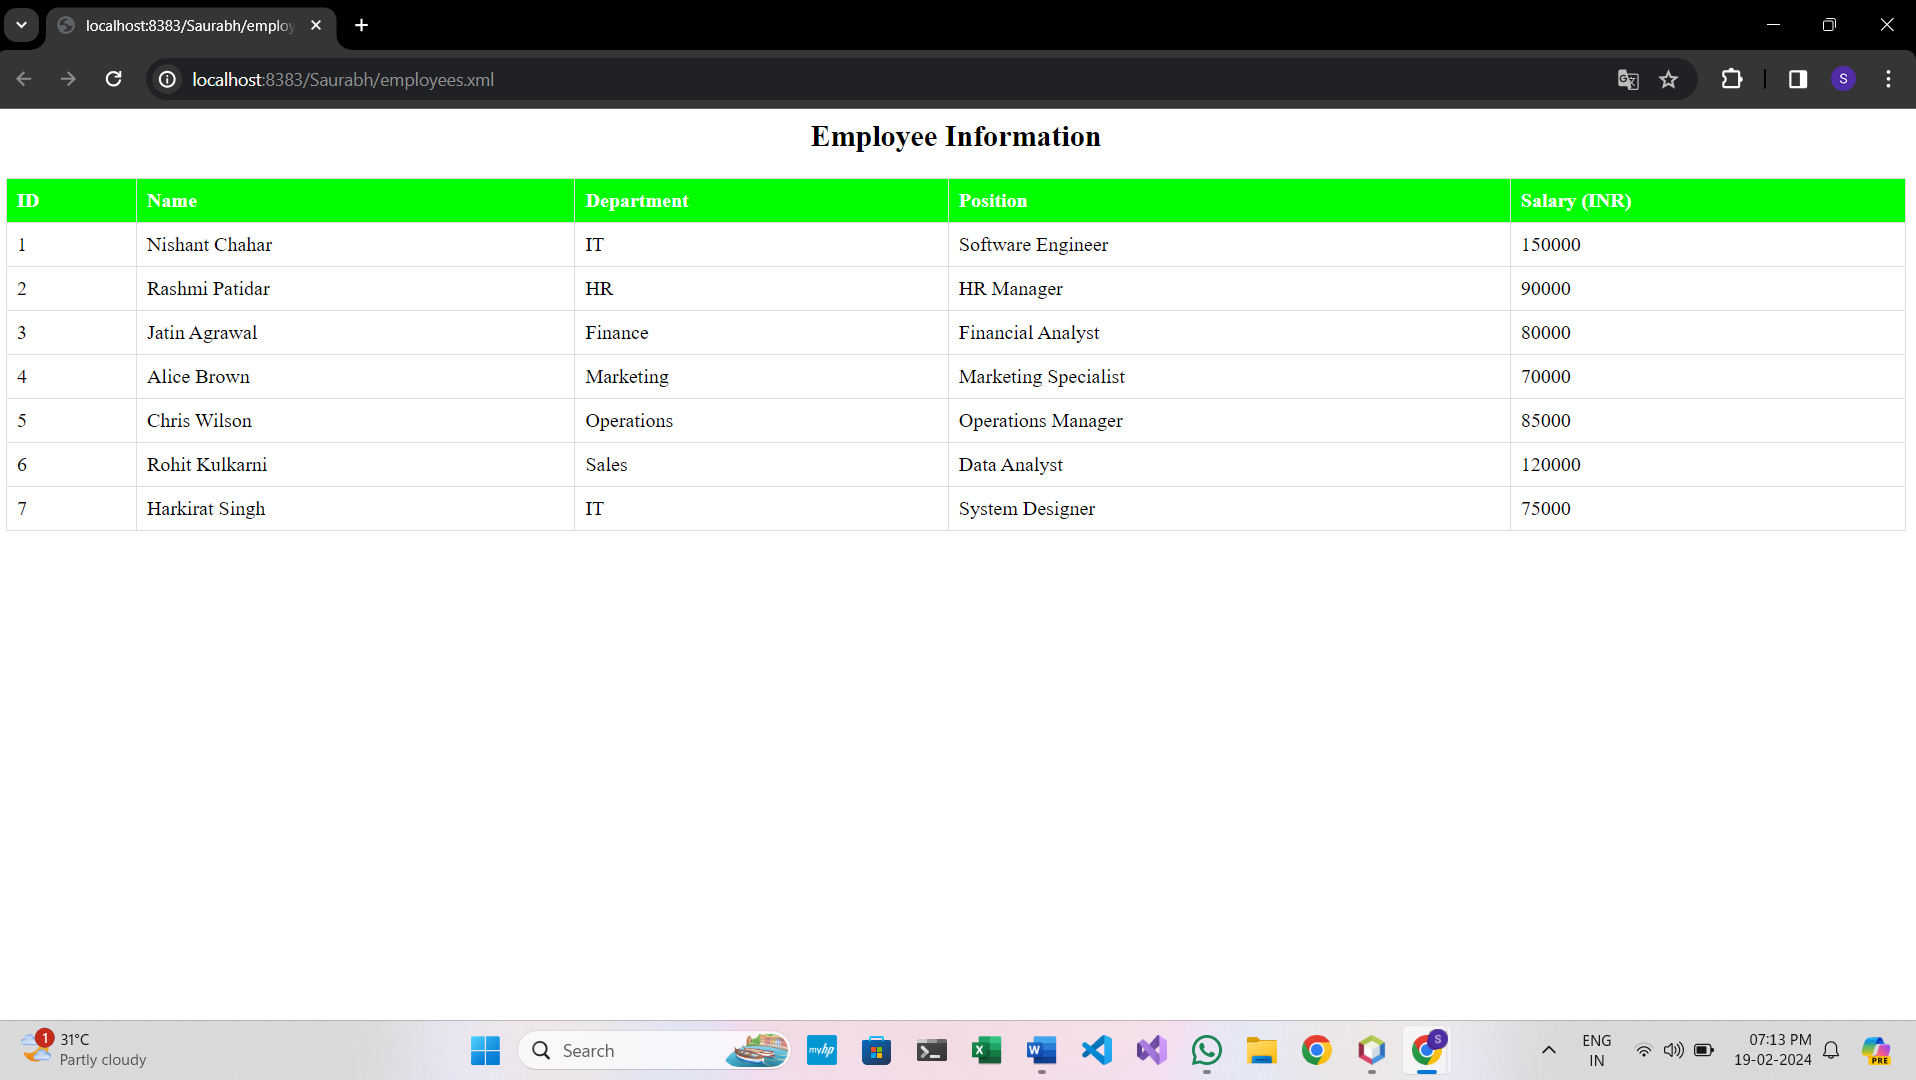 localhost:8383/Saurabh/employ
localhost:8383/Saurabh/employees.xml
S
Employee Information
ID Name Department Position Salary (INR)
1 Nishant Chahar IT Software Engineer 150000
2 Rashmi Patidar HR HR Manager 90000
3 Jatin Agrawal Finance Financial Analyst 80000
4 Alice Brown Marketing Marketing Specialist 70000
5 Chris Wilson Operations Operations Manager 85000
6 Rohit Kulkarni Sales Data Analyst 120000
7 Harkirat Singh IT System Designer 75000
1 31°C
Partly cloudy
Search
myhp
X
W
S
ENG
IN
07:13 PM
19-02-2024
PRE